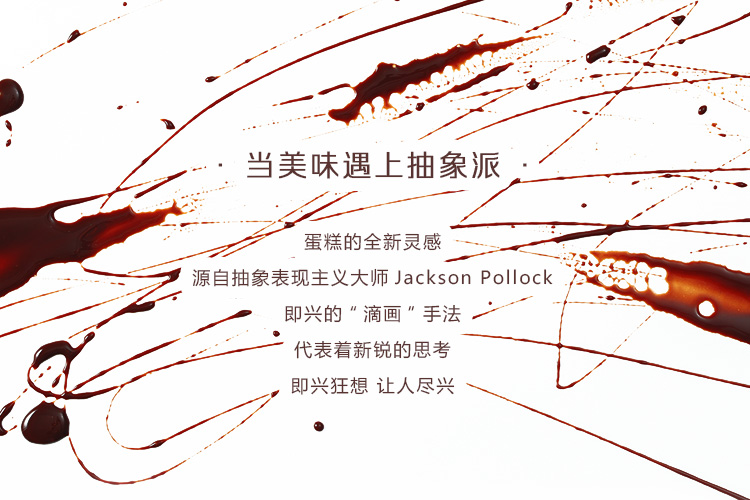 · 当美味遇上抽象派 ·
蛋糕的全新灵感
源自抽象表现主义大师 Jackson Pollock
即兴的“滴画”手法
代表着新锐的思考
即兴狂想 让人尽兴